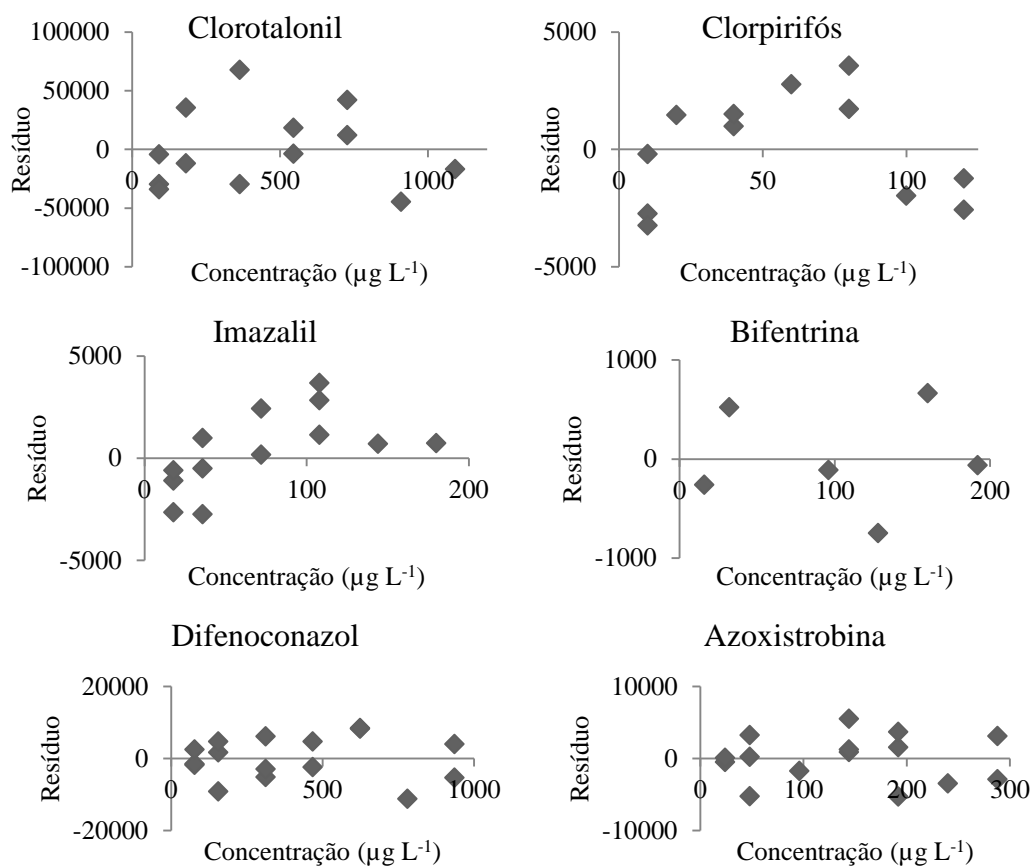 Clorotalonil
100000
50000
0
-50000
-100000
0
500
1000
Resíduo
Concentração (µg L-1)
Clorpirifós
5000
0
-5000
0
50
100
Resíduo
Concentração (µg L-1)
Imazalil
5000
0
-5000
0
100
200
Resíduo
Concentração (µg L-1)
Bifentrina
1000
0
-1000
0
100
200
Resíduo
Concentração (µg L-1)
Difenoconazol
20000
0
-20000
0
500
1000
Resíduo
Concentração (µg L-1)
Azoxistrobina
10000
0
-10000
0
100
200
300
Resíduo
Concentração (µg L-1)